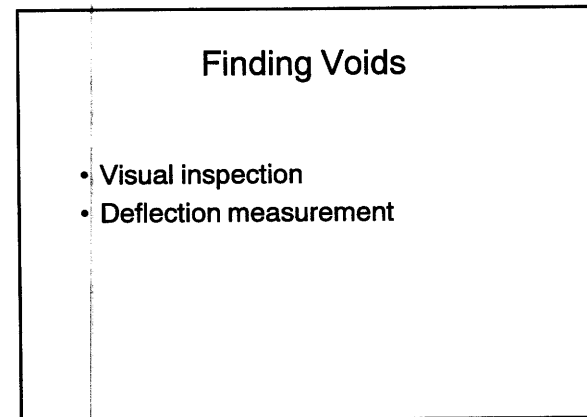 Finding Voids
• Visual inspection
• Deflection measurement